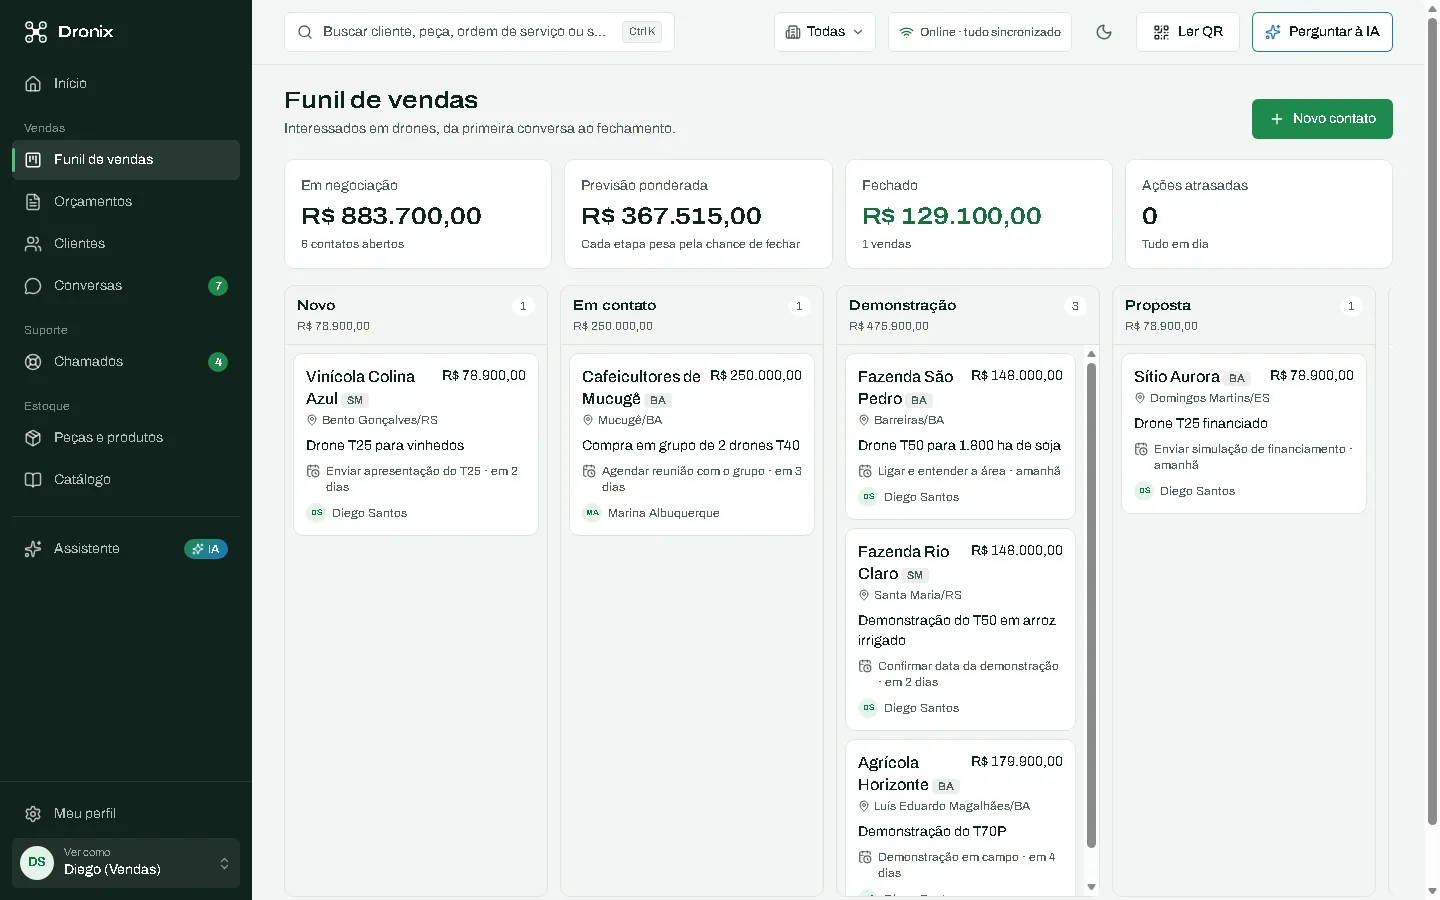 Dronix
Início
Vendas
Funil de vendas
Orçamentos
Clientes
Conversas
7
Suporte
Chamados
4
Estoque
Peças e produtos
Catálogo
Assistente
IA
Meu perfil
DS
Ver como
Diego (Vendas)
Buscar cliente, peça, ordem de serviço ou s...
Ctrl K
Todas
Online · tudo sincronizado
Ler QR
Perguntar à IA
Funil de vendas
Interessados em drones, da primeira conversa ao fechamento.
Novo contato
Em negociação
R$ 883.700,00
6 contatos abertos
Previsão ponderada
R$ 367.515,00
Cada etapa pesa pela chance de fechar
Fechado
R$ 129.100,00
1 vendas
Ações atrasadas
0
Tudo em dia
Novo
1
R$ 78.900,00
Vinícola Colina
Azul SM
R$ 78.900,00
Bento Gonçalves/RS
Drone T25 para vinhedos
Enviar apresentação do T25 · em 2
dias
DS
Diego Santos
Em contato
1
R$ 250.000,00
Cafeicultores de
Mucugê BA
R$ 250.000,00
Mucugê/BA
Compra em grupo de 2 drones T40
Agendar reunião com o grupo · em 3
dias
MA
Marina Albuquerque
Demonstração
3
R$ 475.900,00
Fazenda São
Pedro BA
R$ 148.000,00
Barreiras/BA
Drone T50 para 1.800 ha de soja
Ligar e entender a área · amanhã
DS
Diego Santos
Fazenda Rio
Claro SM
R$ 148.000,00
Santa Maria/RS
Demonstração do T50 em arroz
irrigado
Confirmar data da demonstração
· em 2 dias
DS
Diego Santos
Agrícola
Horizonte BA
R$ 179.900,00
Luís Eduardo Magalhães/BA
Demonstração do T70P
Demonstração em campo · em 4
dias
Proposta
1
R$ 78.900,00
Sítio Aurora BA
R$ 78.900,00
Domingos Martins/ES
Drone T25 financiado
Enviar simulação de financiamento ·
amanhã
DS
Diego Santos